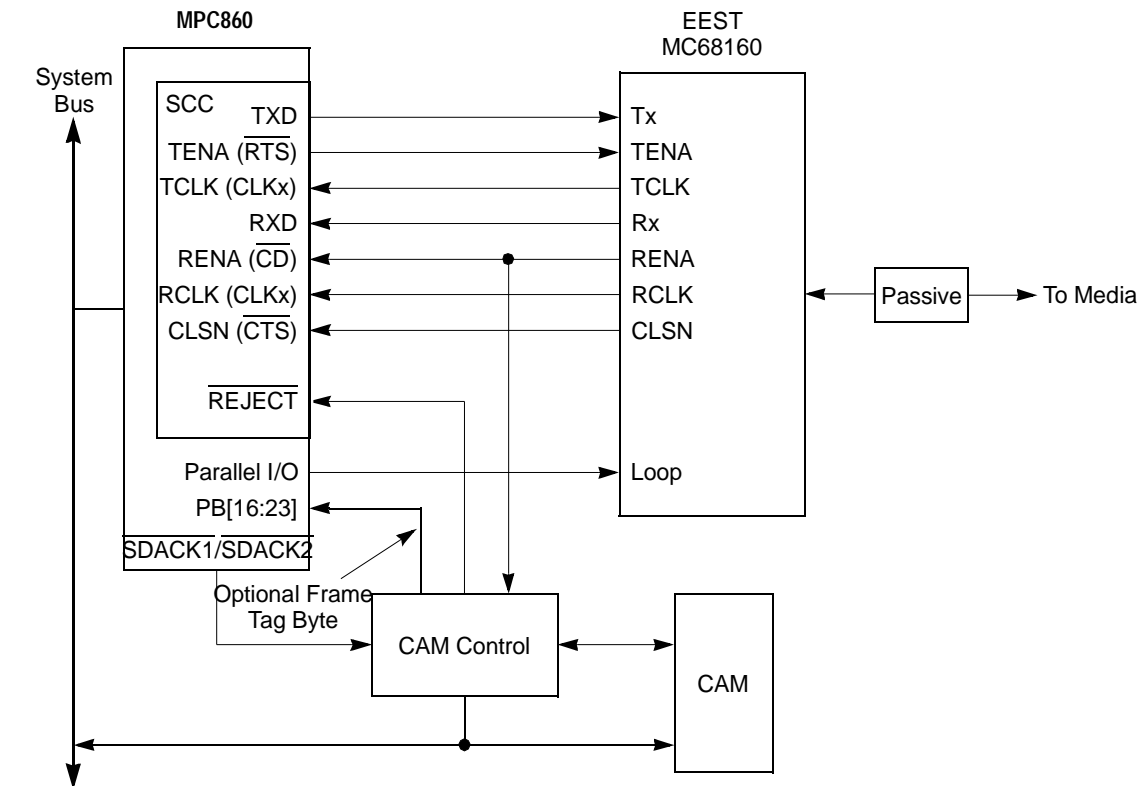 MPC860
EEST
MC68160
System
Bus
SCC
TXD
TENA (RTS)
TCLK (CLKx)
RXD
RENA (CD)
RCLK (CLKx)
CLSN (CTS)
REJECT
Parallel I/O
PB[16:23]
SDACK1/SDACK2
Tx
TENA
TCLK
Rx
RENA
RCLK
CLSN
Loop
Passive
To Media
Optional Frame
Tag Byte
CAM Control
CAM